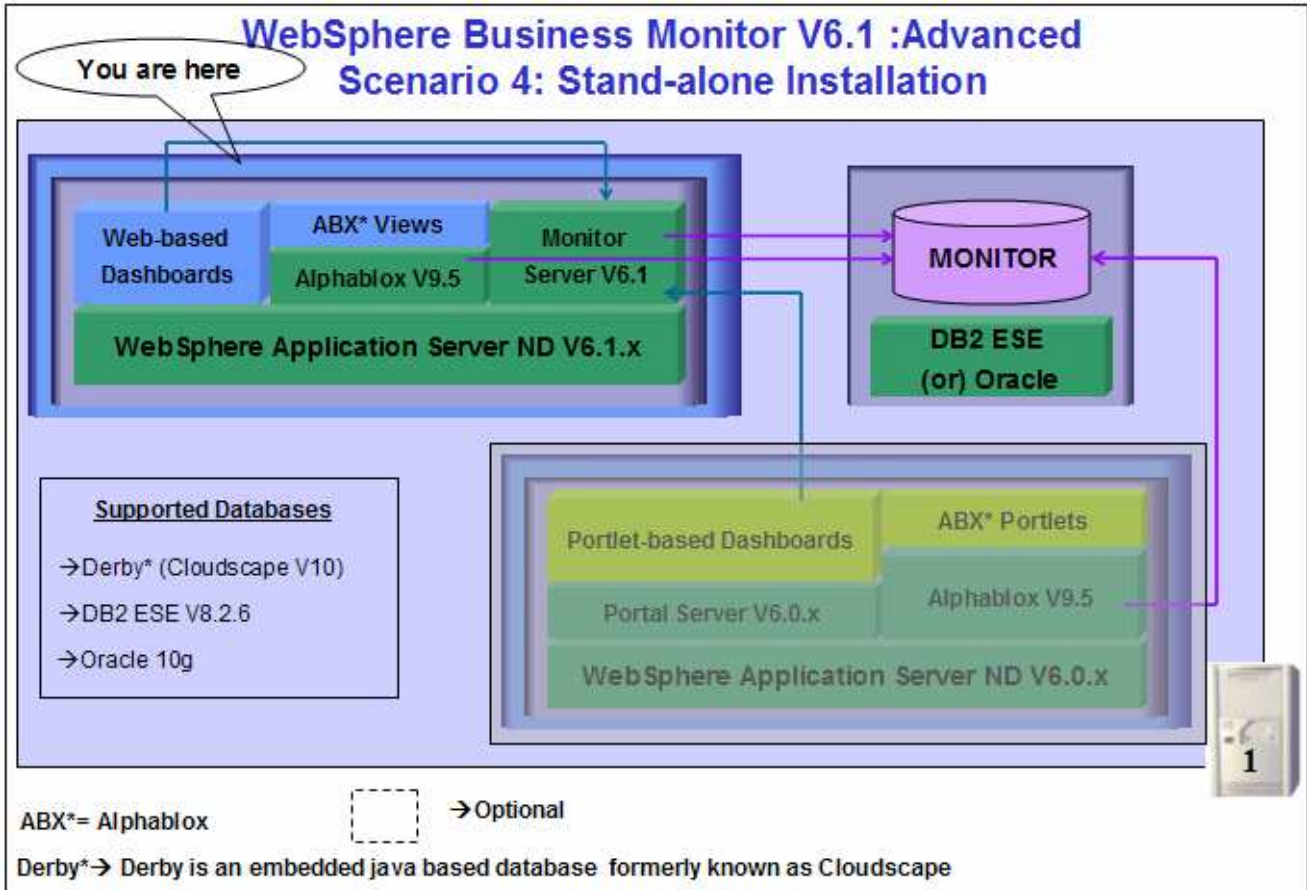 WebSphere Business Monitor V6.1 :Advanced
Scenario 4: Stand-alone Installation
You are here
Web-based
Dashboards
ABX* Views
Alphablox V9.5
Monitor
Server V6.1
WebSphere Application Server ND V6.1.x
MONITOR
DB2 ESE
(or) Oracle
Supported Databases
→Derby* (Cloudscape V10)
→DB2 ESE V8.2.6
→Oracle 10g
Portlet-based Dashboards
ABX* Portlets
Portal Server V6.0.x
Alphablox V9.5
WebSphere Application Server ND V6.0.x
1
ABX*= Alphablox
→Optional
Derby*→ Derby is an embedded java based database formerly known as Cloudscape